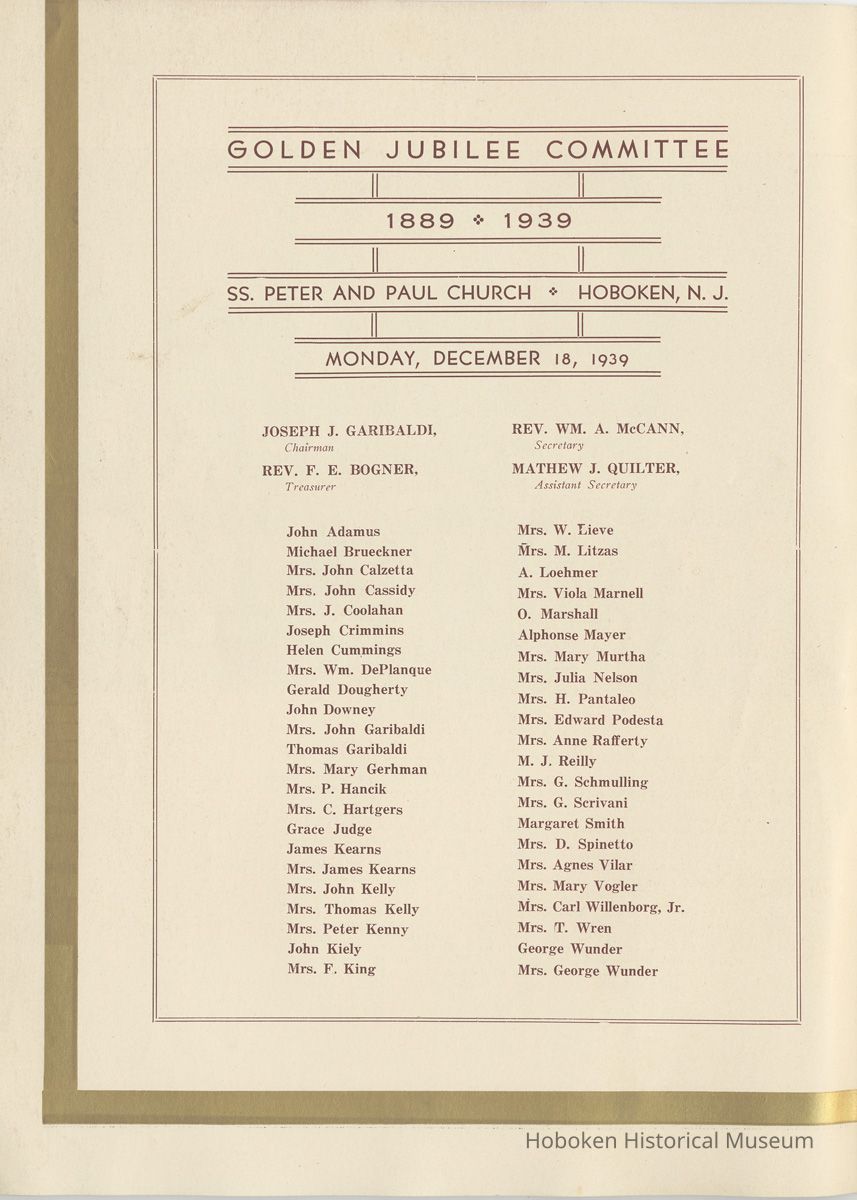 GOLDEN JUBILEE COMMITTEE
1889 ❖ 1939
SS. PETER AND PAUL CHURCH ❖ HOBOKEN, N. J.
MONDAY, DECEMBER 18, 1939
JOSEPH J. GARIBALDI,
Chairman
REV. F. E. BOGNER,
Treasurer
REV. WM. A. McCANN,
Secretary
MATHEW J. QUILTER,
Assistant Secretary
John Adamus
Michael Brueckner
Mrs. John Calzetta
Mrs. John Cassidy
Mrs. J. Coolahan
Joseph Crimmins
Helen Cummings
Mrs. Wm. DePlanque
Gerald Dougherty
John Downey
Mrs. John Garibaldi
Thomas Garibaldi
Mrs. Mary Gerhman
Mrs. P. Hancik
Mrs. C. Hartgers
Grace Judge
James Kearns
Mrs. James Kearns
Mrs. John Kelly
Mrs. Thomas Kelly
Mrs. Peter Kenny
John Kiely
Mrs. F. King
Mrs. W. Lieve
Mrs. M. Litzas
A. Loehmer
Mrs. Viola Marnell
O. Marshall
Alphonse Mayer
Mrs. Mary Murtha
Mrs. Julia Nelson
Mrs. H. Pantaleo
Mrs. Edward Podesta
Mrs. Anne Rafferty
M. J. Reilly
Mrs. G. Schmulling
Mrs. G. Scrivani
Margaret Smith
Mrs. D. Spinetto
Mrs. Agnes Vilar
Mrs. Mary Vogler
Mrs. Carl Willenborg, Jr.
Mrs. T. Wren
George Wunder
Mrs. George Wunder
Hoboken Historical Museum